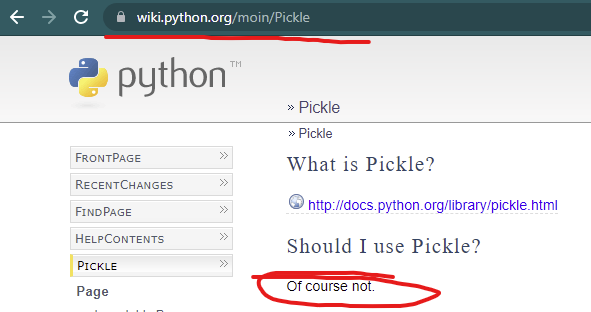 wiki.python.org/moin/Pickle
python™
» Pickle
» Pickle
FRONTPAGE
RECENTCHANGES
FINDPAGE
HELPCONTENTS
PICKLE
Page
What is Pickle?
http://docs.python.org/library/pickle.html
Should I use Pickle?
Of course not.